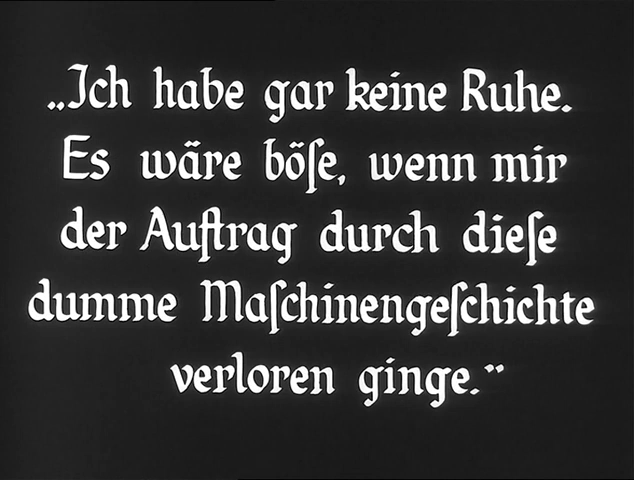 „Ich habe gar keine Ruhe.
Es wäre böſe, wenn mir
der Auftrag durch dieſe
dumme Maſchinengeſchichte
verloren ginge.”